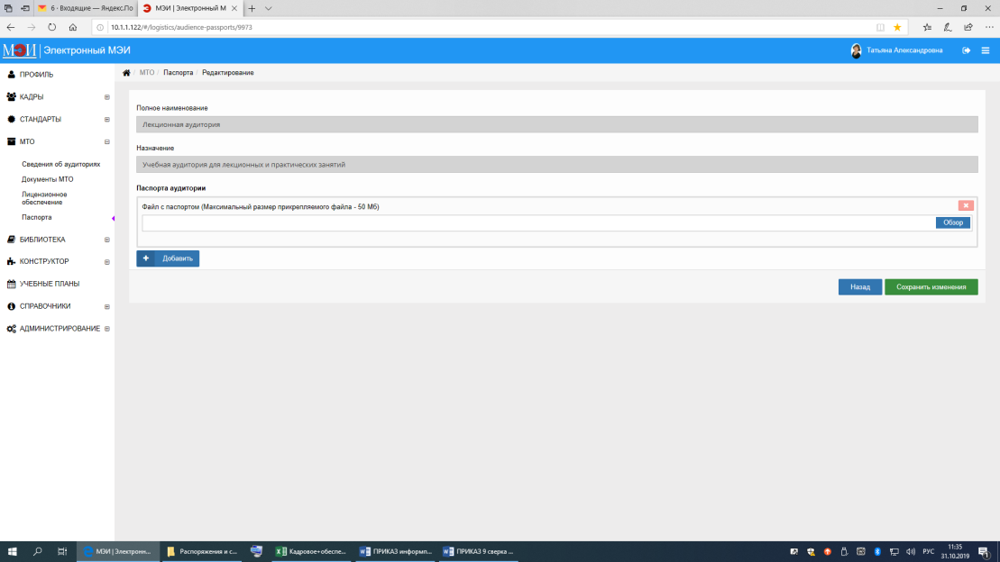 6 - Входящие — Яндекс.По
МЭИ | Электронный М
10.1.1.122/#/logistics/audience-passports/9973
МЭИ | Электронный МЭИ
Татьяна Александровна
ПРОФИЛЬ
КАДРЫ
СТАНДАРТЫ
МТО
Сведения об аудиториях
Документы МТО
Лицензионное
обеспечение
Паспорта
БИБЛИОТЕКА
КОНСТРУКТОР
УЧЕБНЫЕ ПЛАНЫ
СПРАВОЧНИКИ
АДМИНИСТРИРОВАНИЕ
/ МТО / Паспорта / Редактирование
Полное наименование
Лекционная аудитория
Назначение
Учебная аудитория для лекционных и практических занятий
Паспорта аудитории
Файл с паспортом (Максимальный размер прикрепляемого файла - 50 Мб)
Обзор
Добавить
Назад
Сохранить изменения
МЭИ | Электронн...
Распоряжения и с...
Кадровое+обеспе...
ПРИКАЗ информ...
ПРИКАЗ 9 сверка ...
РУС
11:35
31.10.2019
1